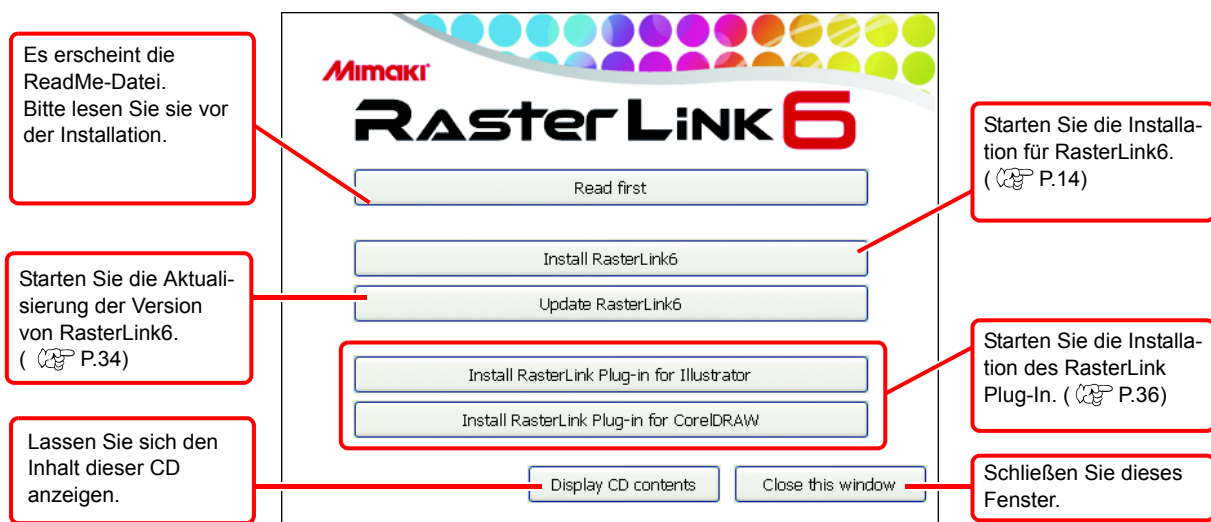 Es erscheint die
ReadMe-Datei.
Bitte lesen Sie sie vor
der Installation.
Starten Sie die Aktuali-
sierung der Version
von RasterLink6.
( P.34)
Lassen Sie sich den
Inhalt dieser CD
anzeigen.
Mimaki
RASTERLINK6
Read first
Install RasterLink6
Update RasterLink6
Install RasterLink Plug-in for Illustrator
Install RasterLink Plug-in for CorelDRAW
Display CD contents
Close this window
Starten Sie die Installa-
tion für RasterLink6.
( P.14)
Starten Sie die Installa-
tion des RasterLink
Plug-In. ( P.36)
Schließen Sie dieses
Fenster.